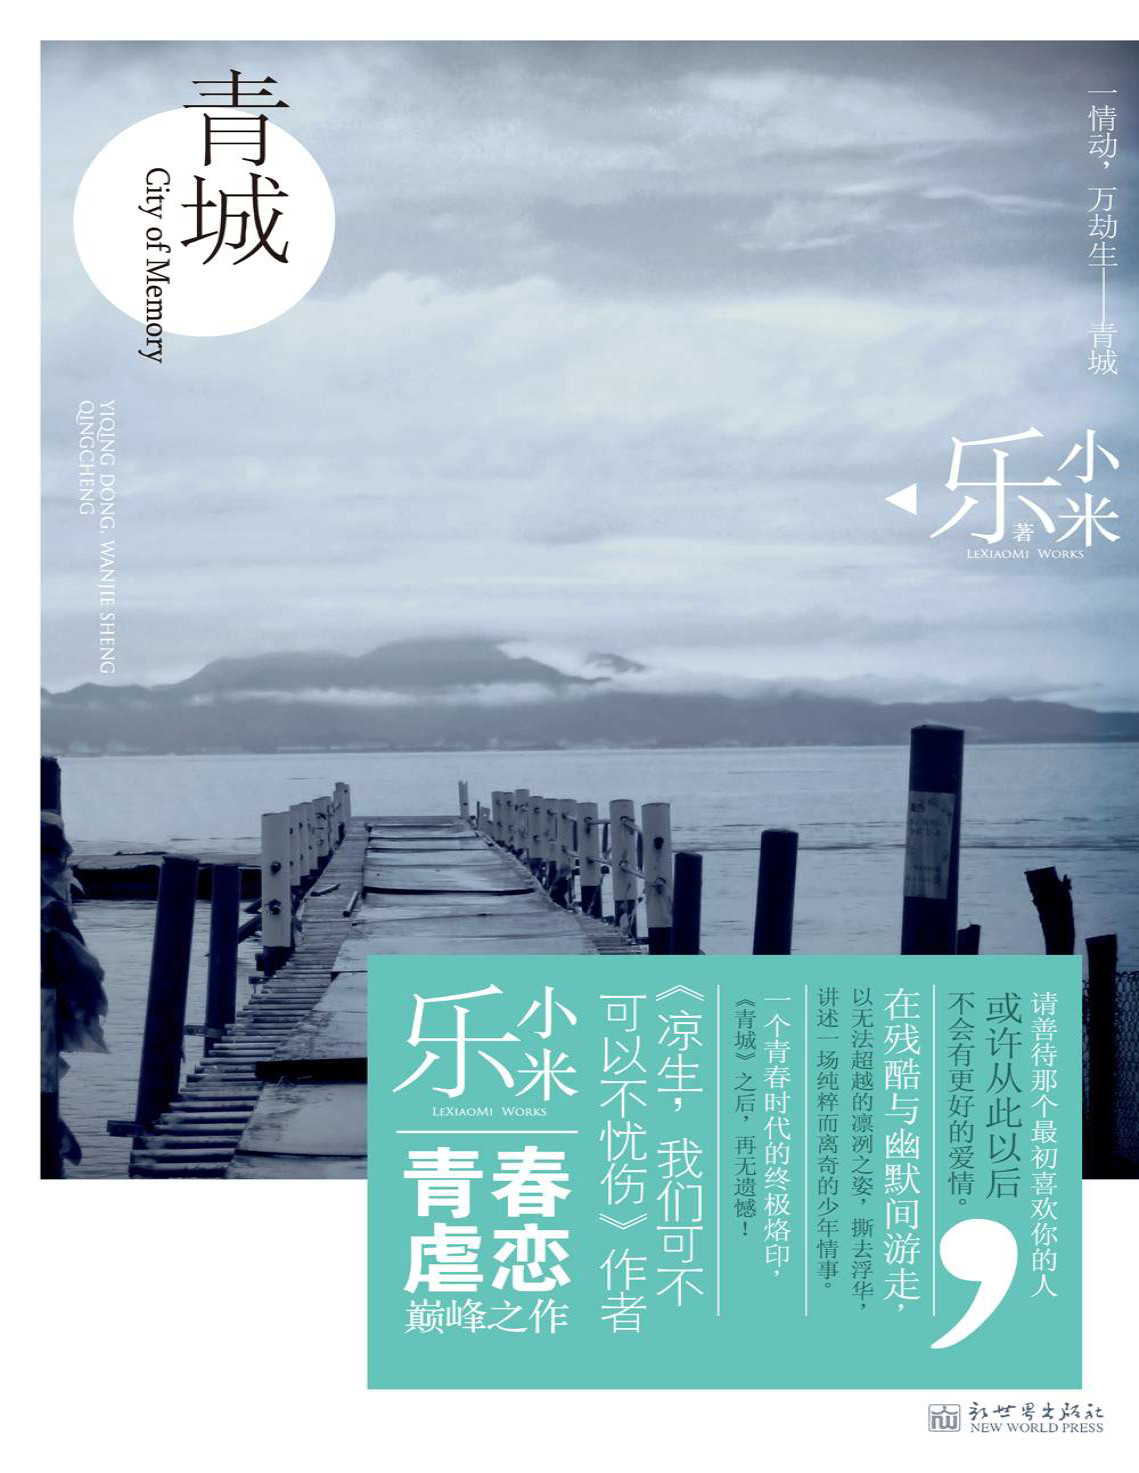 青城
City of Memory
YIQING DONG, WANJIE SHENG
QINGCHENG
一情动，万劫生——青城
乐小米
著
LEXIAOMI WORKS
请善待那个最初喜欢你的人
或许从此以后
不会有更好的爱情。
，
在残酷与幽默间游走，
以无法超越的凛冽之姿，撕去浮华，
讲述一场纯粹而离奇的少年情事。
一个青春时代的终极烙印，
《青城》之后，再无遗憾！
《凉生，我们可不
可以不忧伤》作者
乐小米
LEXIAOMI WORKS
青春
虐恋
巅峰之作
新世界出版社
NEW WORLD PRESS